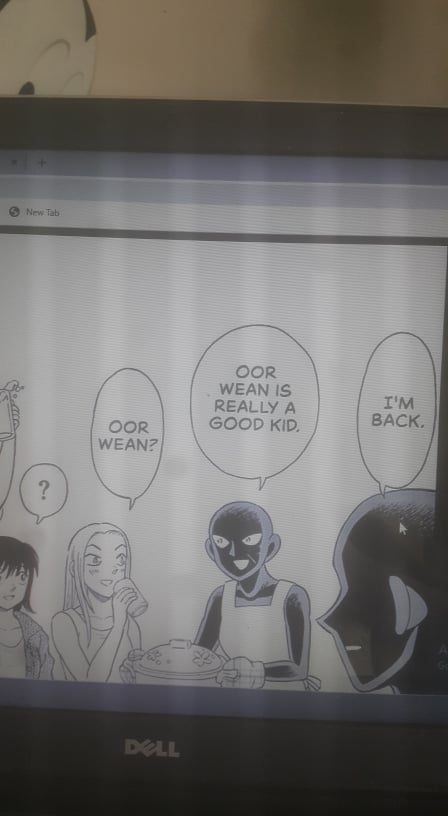 New Tab
I'M
BACK.
OOR
WEAN IS
REALLY A
GOOD KID.
OOR
WEAN?
?
DELL